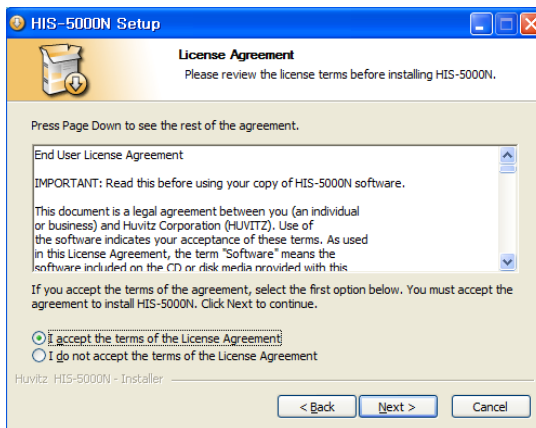 HIS-5000N Setup
License Agreement
Please review the license terms before installing HIS-5000N.
Press Page Down to see the rest of the agreement.
End User License Agreement
IMPORTANT: Read this before using your copy of HIS-5000N software.
This document is a legal agreement between you (an individual
or business) and Huvitz Corporation (HUVITZ). Use of
the software indicates your acceptance of these terms. As used
in this License Agreement, the term "Software" means the
software included on the CD or disk media provided with this
If you accept the terms of the agreement, select the first option below. You must accept the
agreement to install HIS-5000N. Click Next to continue.
I accept the terms of the License Agreement
I do not accept the terms of the License Agreement
Huvitz HIS-5000N - Installer
< Back Next > Cancel